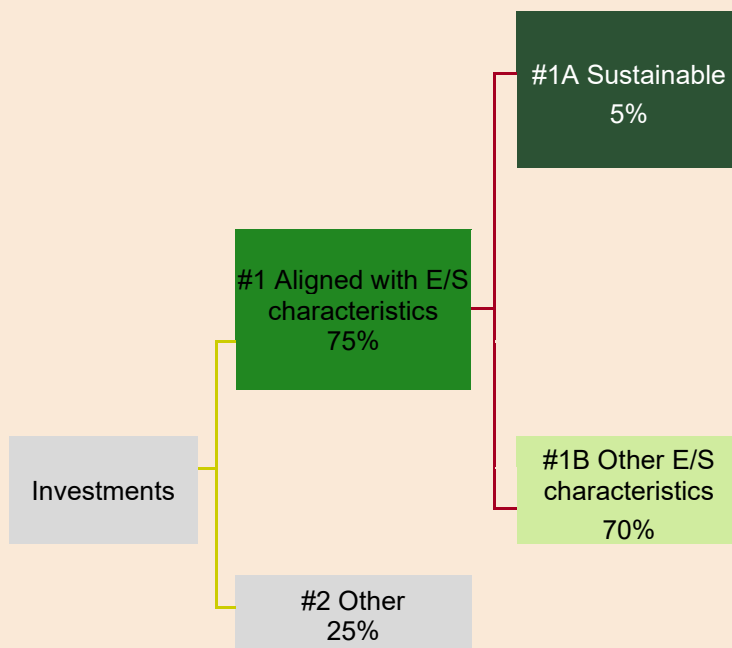 #1A Sustainable
5%
#1 Aligned with E/S
characteristics
75%
Investments
#1B Other E/S
characteristics
70%
#2 Other
25%